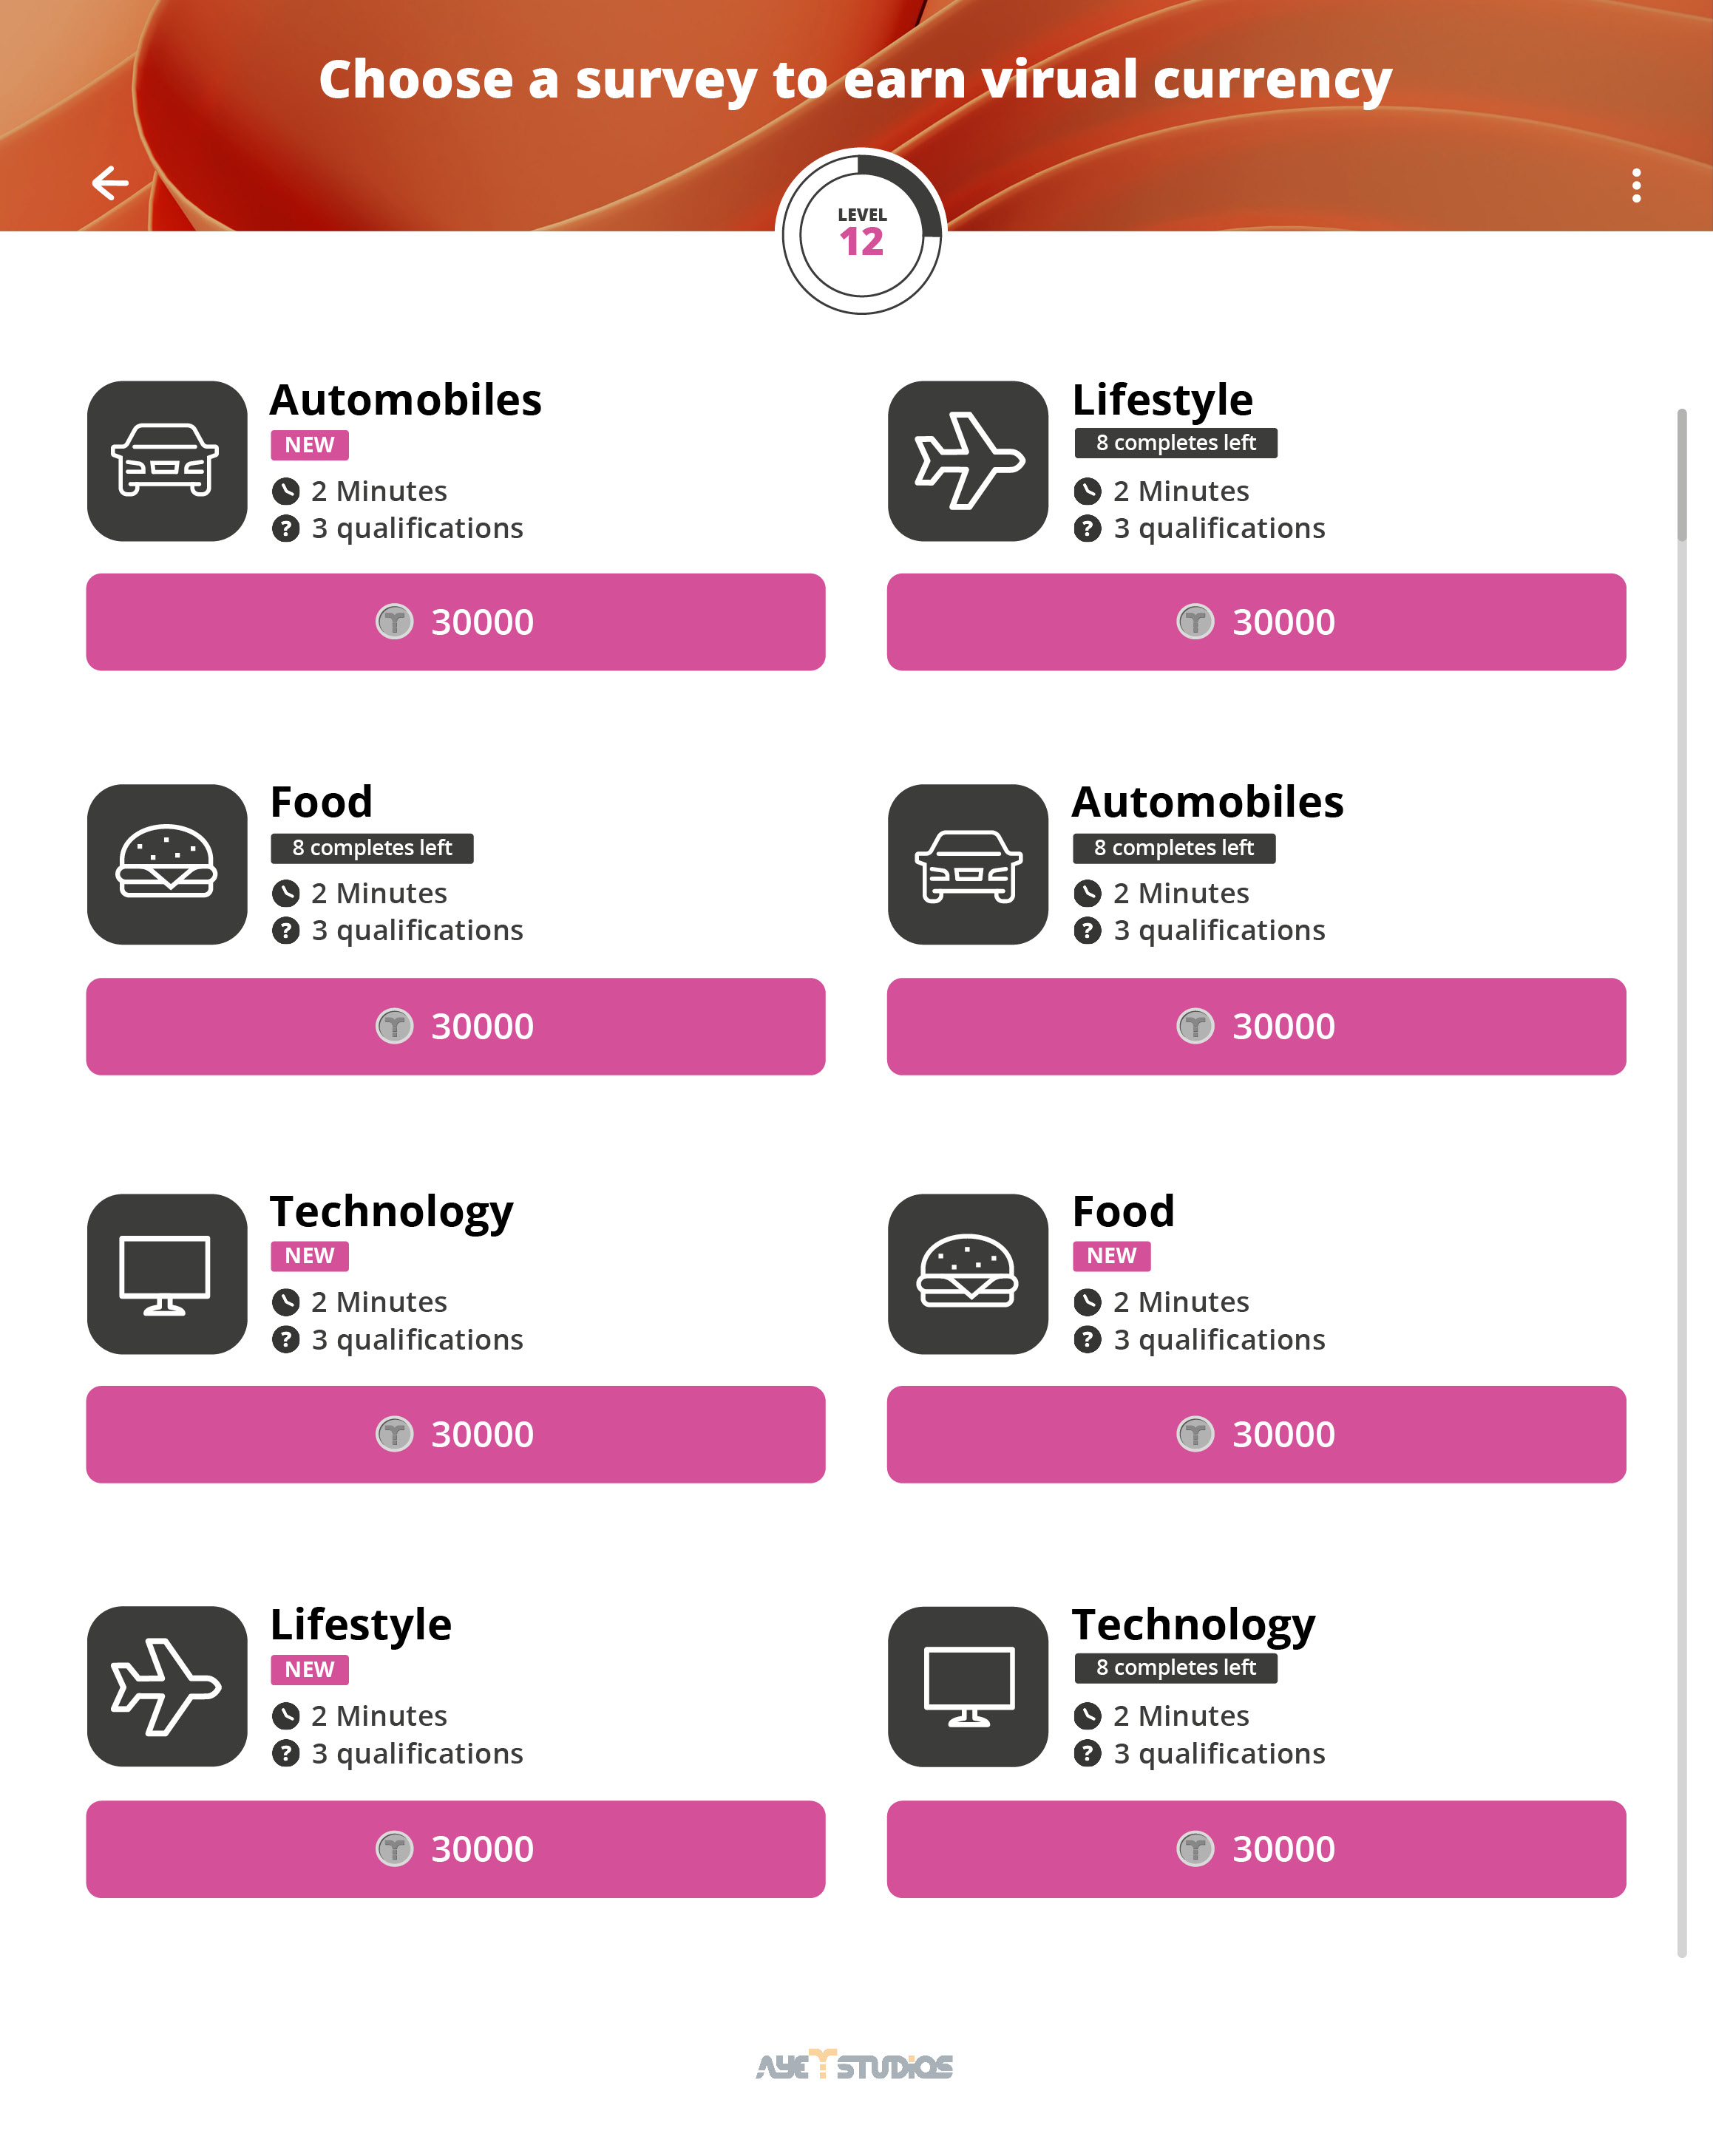 Choose a survey to earn virual currency
LEVEL
12
Automobiles
NEW
2 Minutes
? 3 qualifications
30000
Lifestyle
8 completes left
2 Minutes
? 3 qualifications
30000
Food
8 completes left
2 Minutes
? 3 qualifications
30000
Automobiles
8 completes left
2 Minutes
? 3 qualifications
30000
Technology
NEW
2 Minutes
? 3 qualifications
30000
Food
NEW
2 Minutes
? 3 qualifications
30000
Lifestyle
NEW
2 Minutes
? 3 qualifications
30000
Technology
8 completes left
2 Minutes
? 3 qualifications
30000
AYET STUDIOS